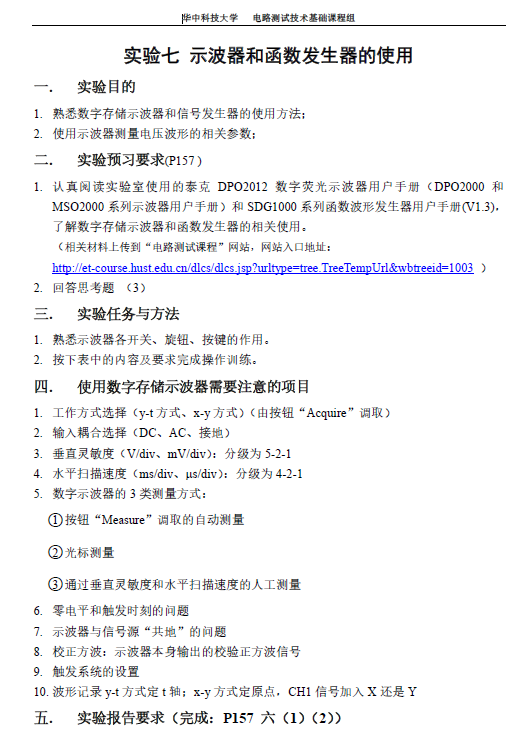 华中科技大学 电路测试技术基础课程组
实验七 示波器和函数发生器的使用
一. 实验目的
1. 熟悉数字存储示波器和信号发生器的使用方法；
2. 使用示波器测量电压波形的相关参数；
二. 实验预习要求(P157 )
1. 认真阅读实验室使用的泰克 DPO2012 数字荧光示波器用户手册（DPO2000 和
MSO2000 系列示波器用户手册）和 SDG1000 系列函数波形发生器用户手册(V1.3)，
了解数字存储示波器和函数发生器的相关使用。
（相关材料上传到“电路测试课程”网站，网站入口地址：
http://et-course.hust.edu.cn/dlcs/dlcs.jsp?urltype=tree.TreeTempUrl&wbtreeid=1003 ）
2. 回答思考题 （3）
三. 实验任务与方法
1. 熟悉示波器各开关、旋钮、按键的作用。
2. 按下表中的内容及要求完成操作训练。
四. 使用数字存储示波器需要注意的项目
1. 工作方式选择（y-t 方式、x-y 方式）（由按钮“Acquire”调取）
2. 输入耦合选择（DC、AC、接地）
3. 垂直灵敏度（V/div、mV/div）：分级为 5-2-1
4. 水平扫描速度（ms/div、μs/div）：分级为 4-2-1
5. 数字示波器的 3 类测量方式：
①按钮“Measure”调取的自动测量
②光标测量
③通过垂直灵敏度和水平扫描速度的人工测量
6. 零电平和触发时刻的问题
7. 示波器与信号源“共地”的问题
8. 校正方波：示波器本身输出的校验正方波信号
9. 触发系统的设置
10. 波形记录 y-t 方式定 t 轴；x-y 方式定原点，CH1 信号加入 X 还是 Y
五. 实验报告要求（完成：P157 六（1）（2））